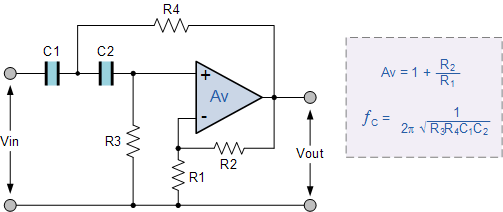 R4
C1 C2
+
Av
-
R3
R2
R1
Vin
Vout
Av = 1 + R2/R1
fC = 1/(2π √R3R4C1C2)